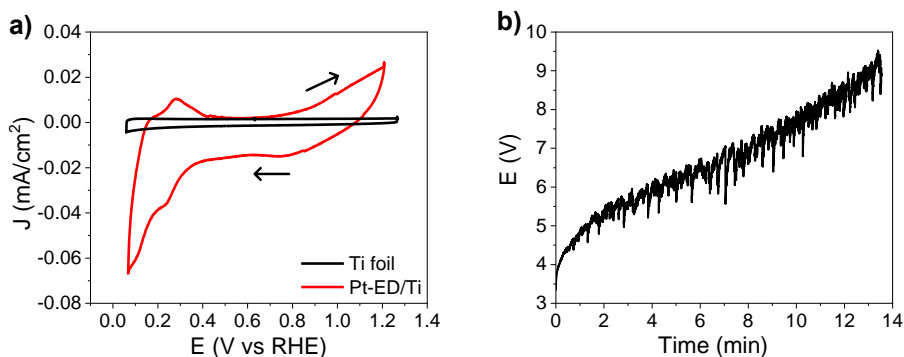 a)
0.04
0.02
0.00
-0.02
-0.04
-0.06
-0.08
J (mA/cm²)
Ti foil
Pt-ED/Ti
0.0 0.2 0.4 0.6 0.8 1.0 1.2 1.4
E (V vs RHE)
b)
10
9
8
7
6
5
4
3
E (V)
0 2 4 6 8 10 12 14
Time (min)